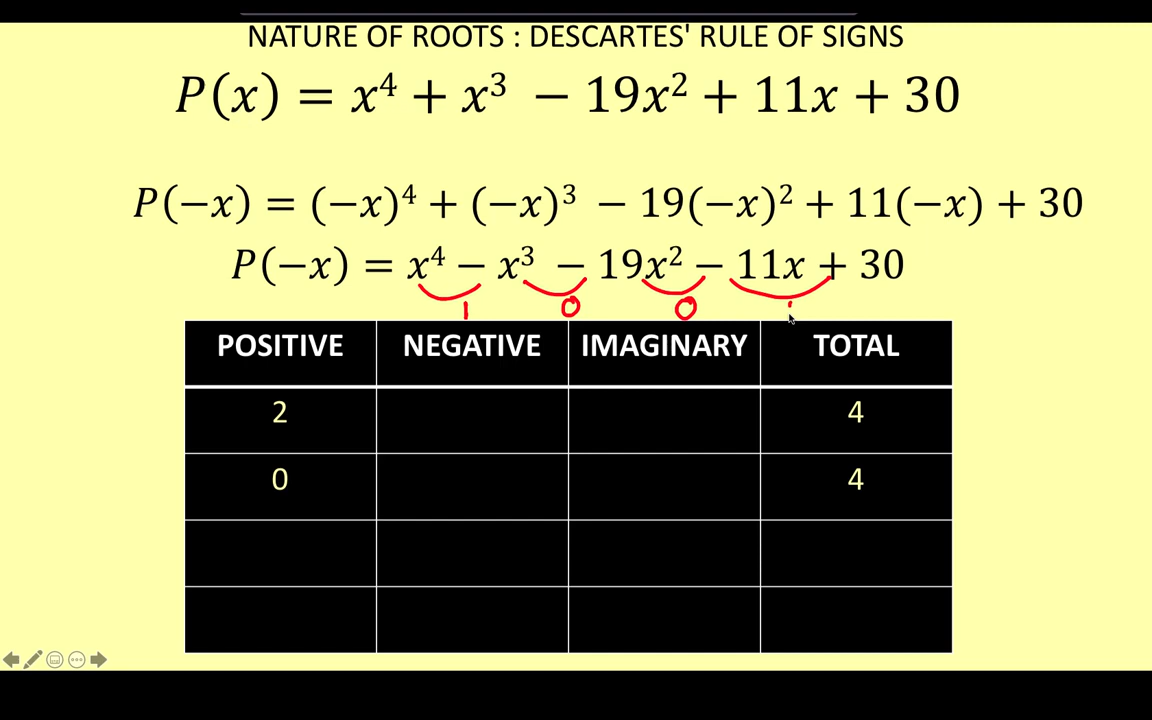 NATURE OF ROOTS : DESCARTES' RULE OF SIGNS
P(x) = x⁴ + x³ − 19x² + 11x + 30
P(−x) = (−x)⁴ + (−x)³ − 19(−x)² + 11(−x) + 30
P(−x) = x⁴ − x³ − 19x² − 11x + 30
1 0 0
POSITIVE NEGATIVE IMAGINARY TOTAL
2 4
0 4